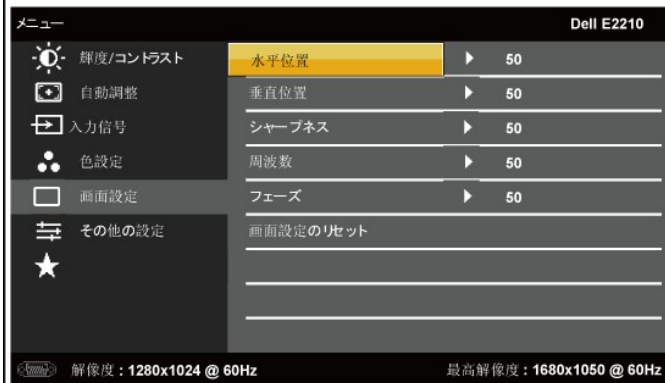 メニュー Dell E2210
輝度/コントラスト 水平位置 50
自動調整 垂直位置 50
入力信号 シャープネス 50
色設定 周波数 50
画面設定 フェーズ 50
その他の設定 画面設定のリセット
解像度 : 1280x1024 @ 60Hz 最高解像度 : 1680x1050 @ 60Hz